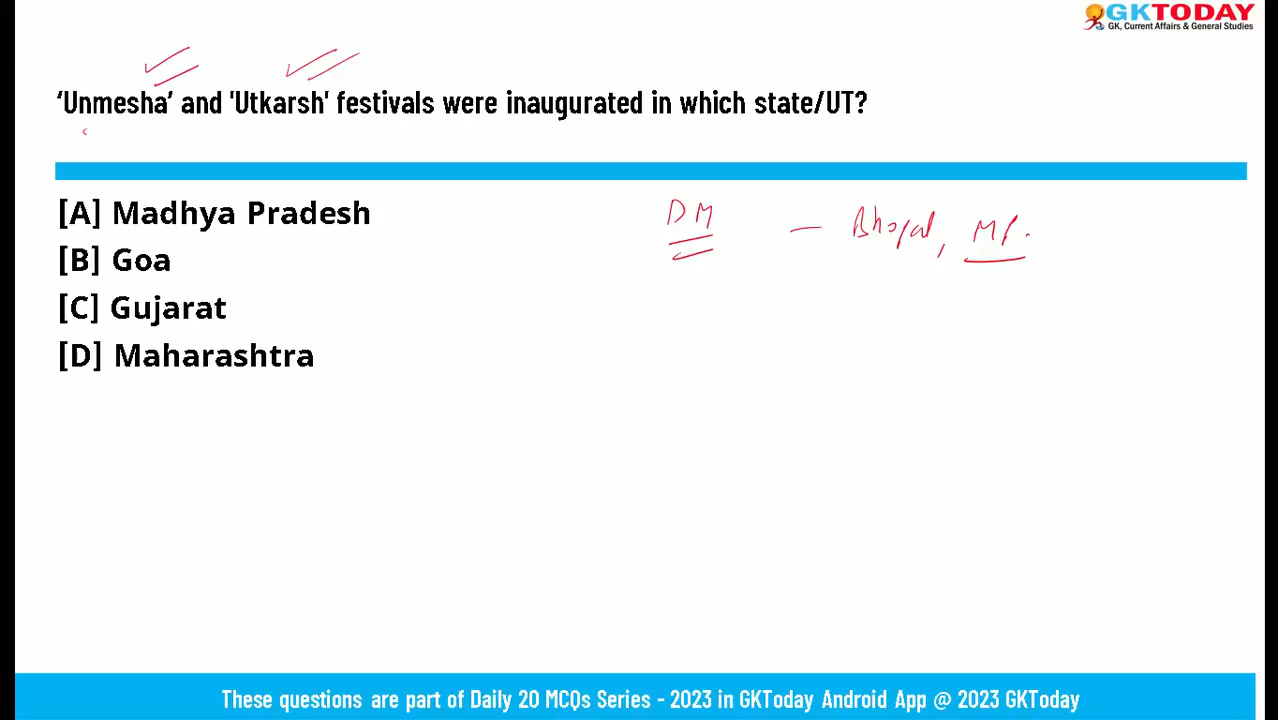 GKTODAY
GK, Current Affairs & General Studies
‘Unmesha’ and 'Utkarsh' festivals were inaugurated in which state/UT?
[A] Madhya Pradesh
DM — Bhopal, MP.
[B] Goa
[C] Gujarat
[D] Maharashtra
These questions are part of Daily 20 MCQs Series - 2023 in GKToday Android App @ 2023 GKToday